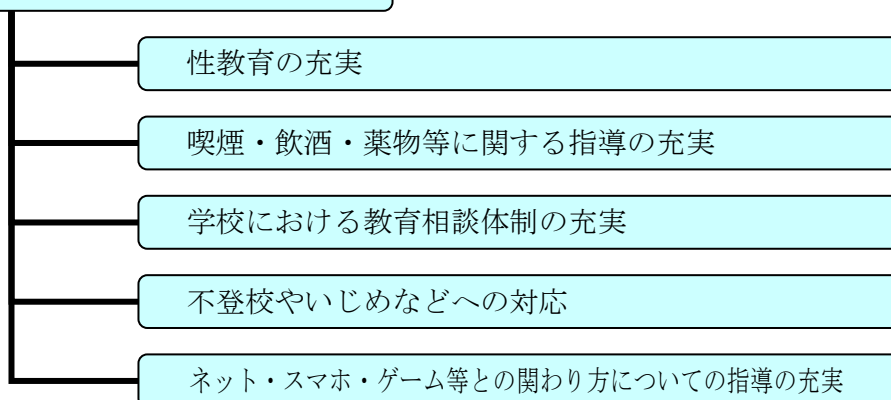 性教育の充実
喫煙・飲酒・薬物等に関する指導の充実
学校における教育相談体制の充実
不登校やいじめなどへの対応
ネット・スマホ・ゲーム等との関わり方についての指導の充実